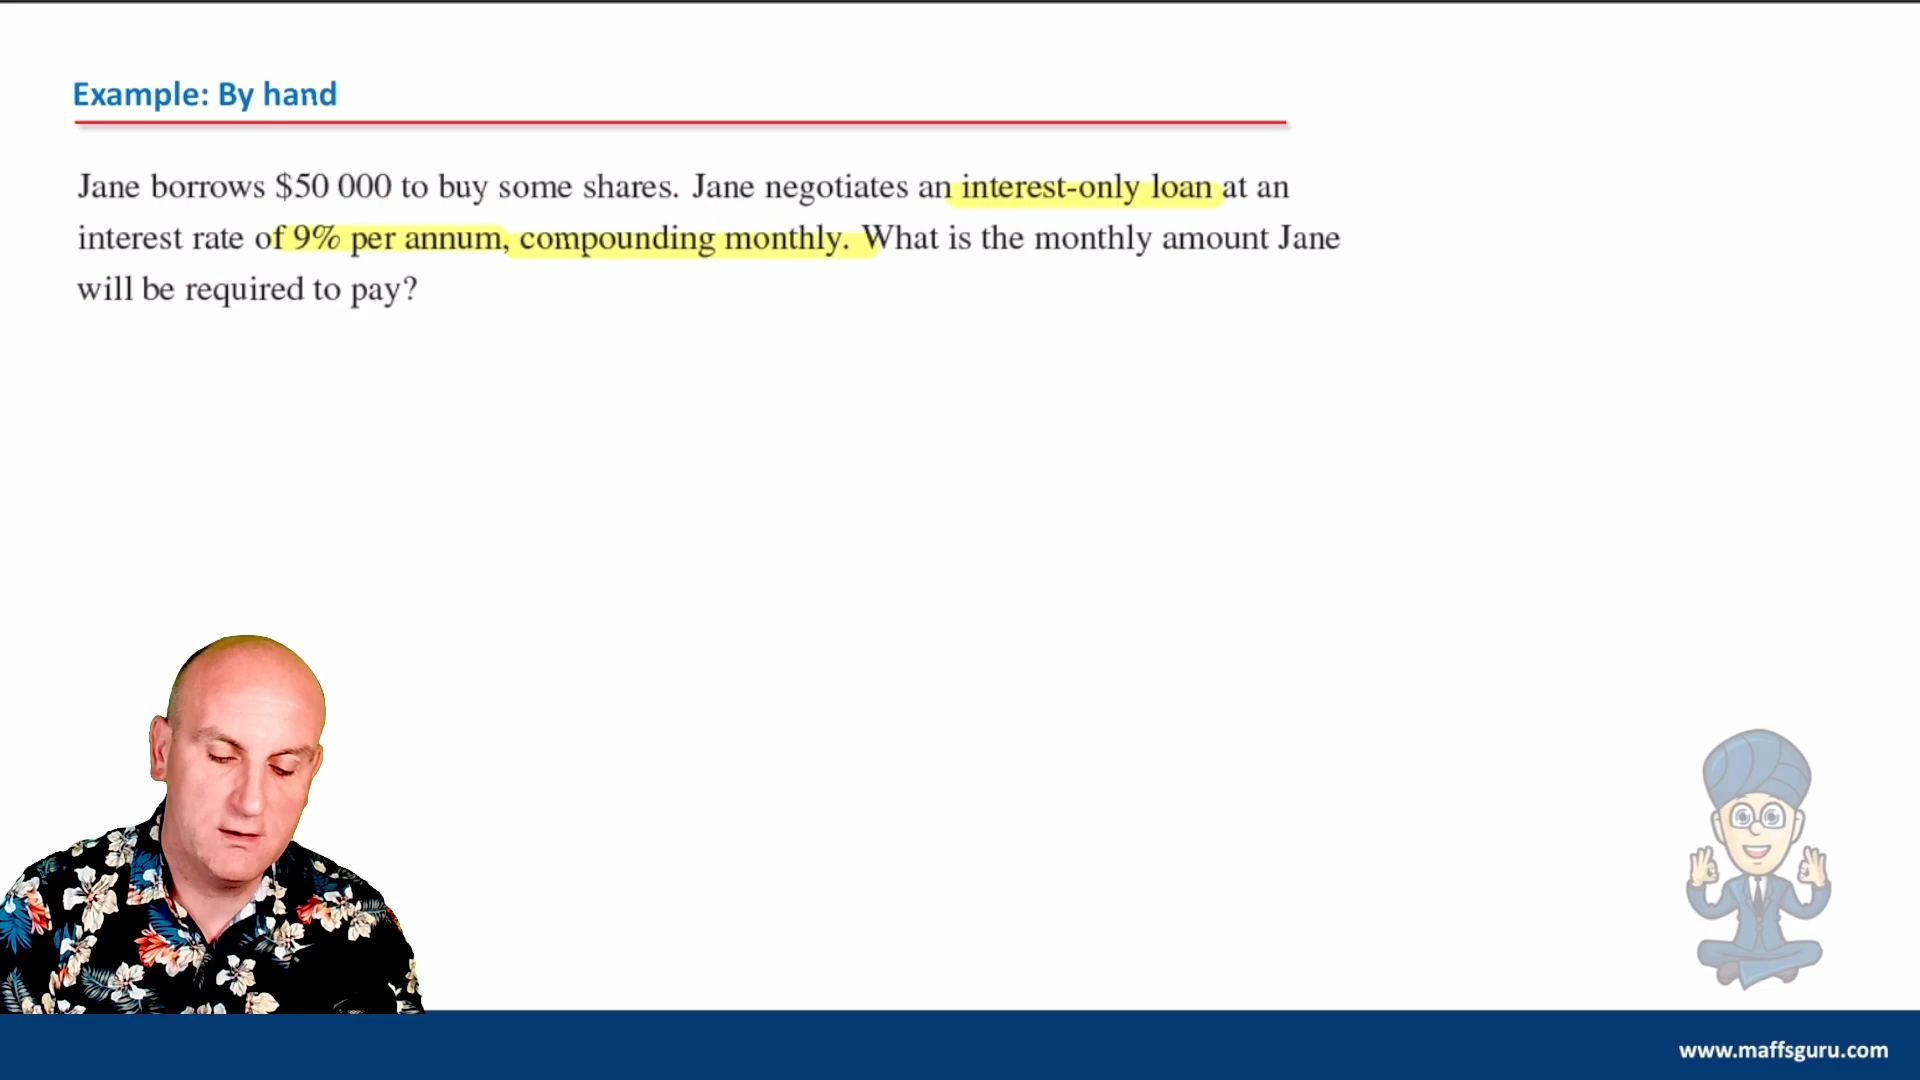 Example: By hand
Jane borrows $50 000 to buy some shares. Jane negotiates an interest-only loan at an
interest rate of 9% per annum, compounding monthly. What is the monthly amount Jane
will be required to pay?
www.maffsguru.com